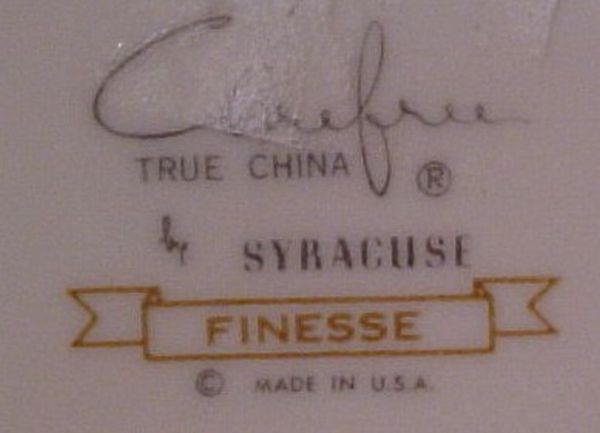 Carefree
TRUE CHINA ®
by SYRACUSE
FINESSE
© MADE IN U.S.A.